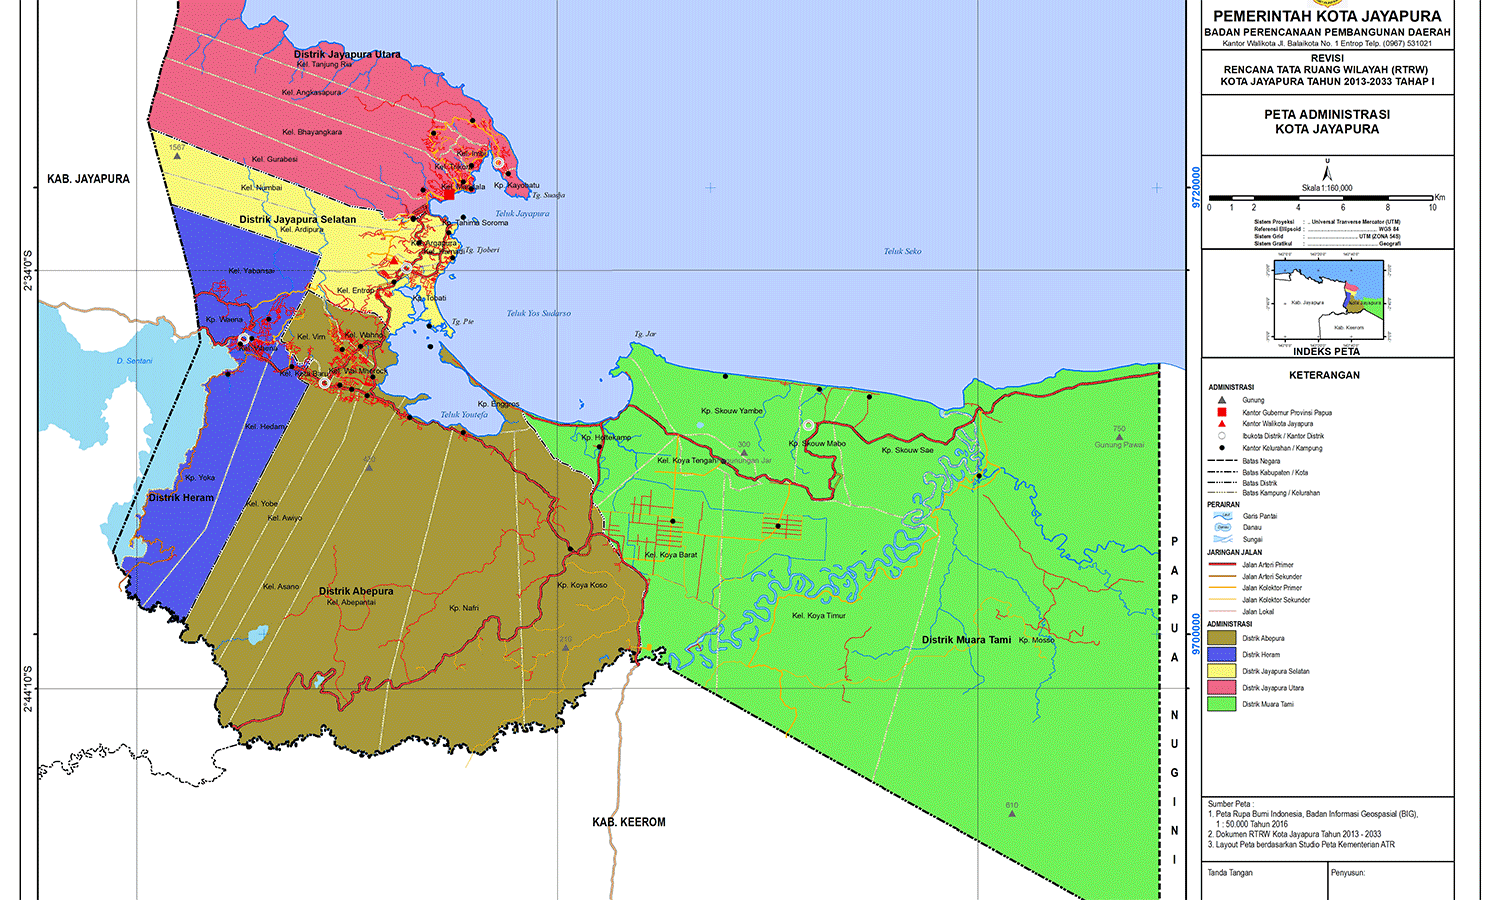 Distrik Jayapura Utara
Kel. Tanjung Ria
Kel. Angkasapura
Kel. Bhayangkara
Kel. Gurabesi
Kel. Imbi
Kel. Trikora
Kel. Mandala
Kp. Kayobatu
Tg. Suadja
1567
KAB. JAYAPURA
Kel. Numbai
Distrik Jayapura Selatan
Kel. Ardipura
Teluk Jayapura
Kp. Tahima Soroma
Kel. Argapura
Tg. Tjoberi
Teluk Seko
Kel. Yabansai
Kel. Entrop
Kp. Tobati
Teluk Yos Sudarso
Tg. Pie
Tg. Jar
Kp. Waena
Kel. Waena
Kel. Vim
Kel. Wahno
D. Sentani
Kel. Kota Baru
Kel. Wai Mhorock
Kp. Enggros
Teluk Youtefa
Kp. Skouw Yambe
Kel. Hedam
Kp. Holtekamp
300
Kp. Skouw Mabo
Kp. Skouw Sae
750
Gunung Pawai
Kel. Koya Tengah
Pegunungan Jar
Kp. Yoka
Distrik Heram
Kel. Yobe
Kel. Awiyo
Kel. Koya Barat
Kel. Asano
Distrik Abepura
Kel. Abepantai
Kp. Nafri
Kp. Koya Koso
Kel. Koya Timur
210
Distrik Muara Tami
Kp. Mosso
610
KAB. KEEROM
2°34'0"S
2°44'10"S
9720000
9700000
P
A
P
U
A
N
U
G
I
N
I
PEMERINTAH KOTA JAYAPURA
BADAN PERENCANAAN PEMBANGUNAN DAERAH
Kantor Walikota Jl. Balaikota No. 1 Entrop Telp. (0967) 531021
REVISI
RENCANA TATA RUANG WILAYAH (RTRW)
KOTA JAYAPURA TAHUN 2013-2033 TAHAP I
PETA ADMINISTRASI
KOTA JAYAPURA
U
Skala 1:160,000
Km
0 1 2 4 6 8 10
Sistem Proyeksi : .. Universal Tranverse Mercator (UTM)
Referensi Ellipsoid : ........ WGS 84
Sistem Grid : ........ UTM (ZONA 54S)
Sistem Gratikul : ........ Geografi
Kab. Jayapura
Kota Jayapura
Kab. Keerom
INDEKS PETA
KETERANGAN
ADMINISTRASI
Gunung
Kantor Gubernur Provinsi Papua
Kantor Walikota Jayapura
Ibukota Distrik / Kantor Distrik
Kantor Kelurahan / Kampung
Batas Negara
Batas Kabupaten / Kota
Batas Distrik
Batas Kampung / Kelurahan
PERAIRAN
Garis Pantai
Danau
Sungai
JARINGAN JALAN
Jalan Arteri Primer
Jalan Arteri Sekunder
Jalan Kolektor Primer
Jalan Kolektor Sekunder
Jalan Lokal
ADMINISTRASI
Distrik Abepura
Distrik Heram
Distrik Jayapura Selatan
Distrik Jayapura Utara
Distrik Muara Tami
Sumber Peta :
1. Peta Rupa Bumi Indonesia, Badan Informasi Geospasial (BIG),
1 : 50.000 Tahun 2016
2. Dokumen RTRW Kota Jayapura Tahun 2013 - 2033
3. Layout Peta berdasarkan Studio Peta Kementerian ATR
Tanda Tangan
Penyusun: